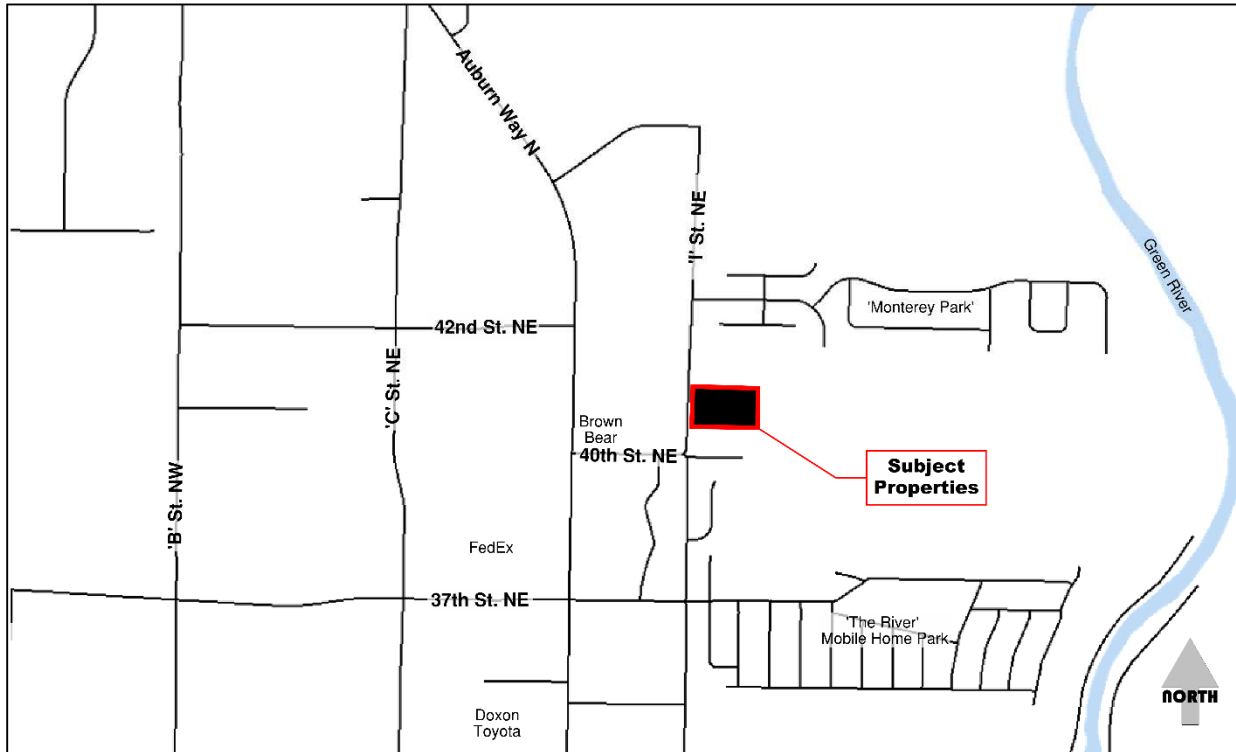 Auburn Way N
'I' St. NE
Green River
'Monterey Park'
42nd St. NE
'C' St. NE
Brown
Bear
40th St. NE
Subject
Properties
'B' St. NW
FedEx
37th St. NE
'The River'
Mobile Home Park
NORTH
Doxon
Toyota